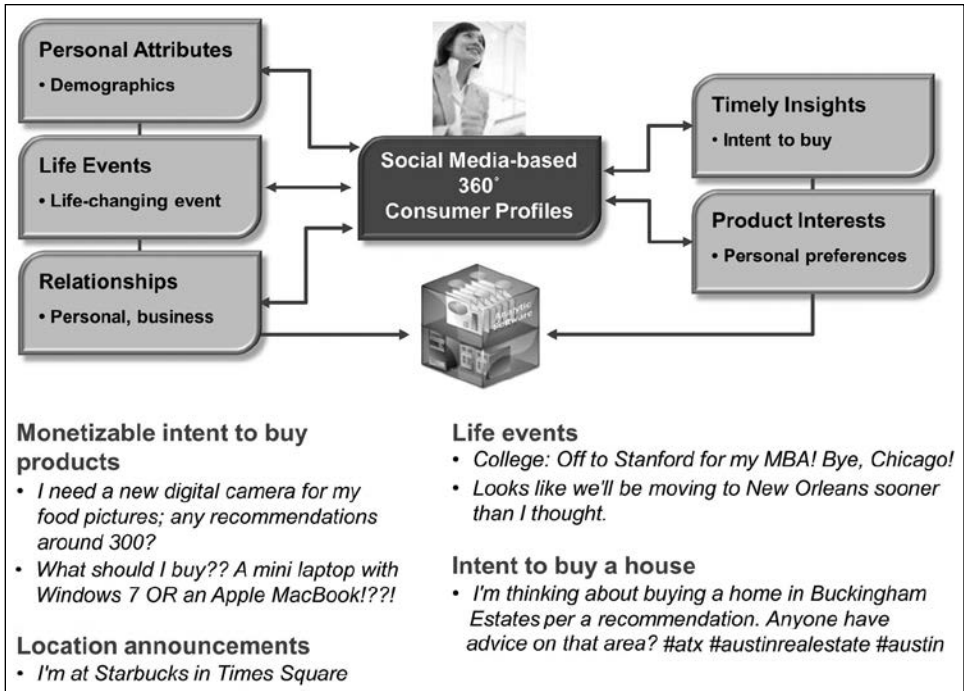 Personal Attributes
• Demographics
Life Events
• Life-changing event
Relationships
• Personal, business
Social Media-based
360°
Consumer Profiles
Timely Insights
• Intent to buy
Product Interests
• Personal preferences
Analytic
Software
Monetizable intent to buy
products
• I need a new digital camera for my
food pictures; any recommendations
around 300?
• What should I buy?? A mini laptop with
Windows 7 OR an Apple MacBook!??!
Location announcements
• I'm at Starbucks in Times Square
Life events
• College: Off to Stanford for my MBA! Bye, Chicago!
• Looks like we'll be moving to New Orleans sooner
than I thought.
Intent to buy a house
• I'm thinking about buying a home in Buckingham
Estates per a recommendation. Anyone have
advice on that area? #atx #austinrealestate #austin